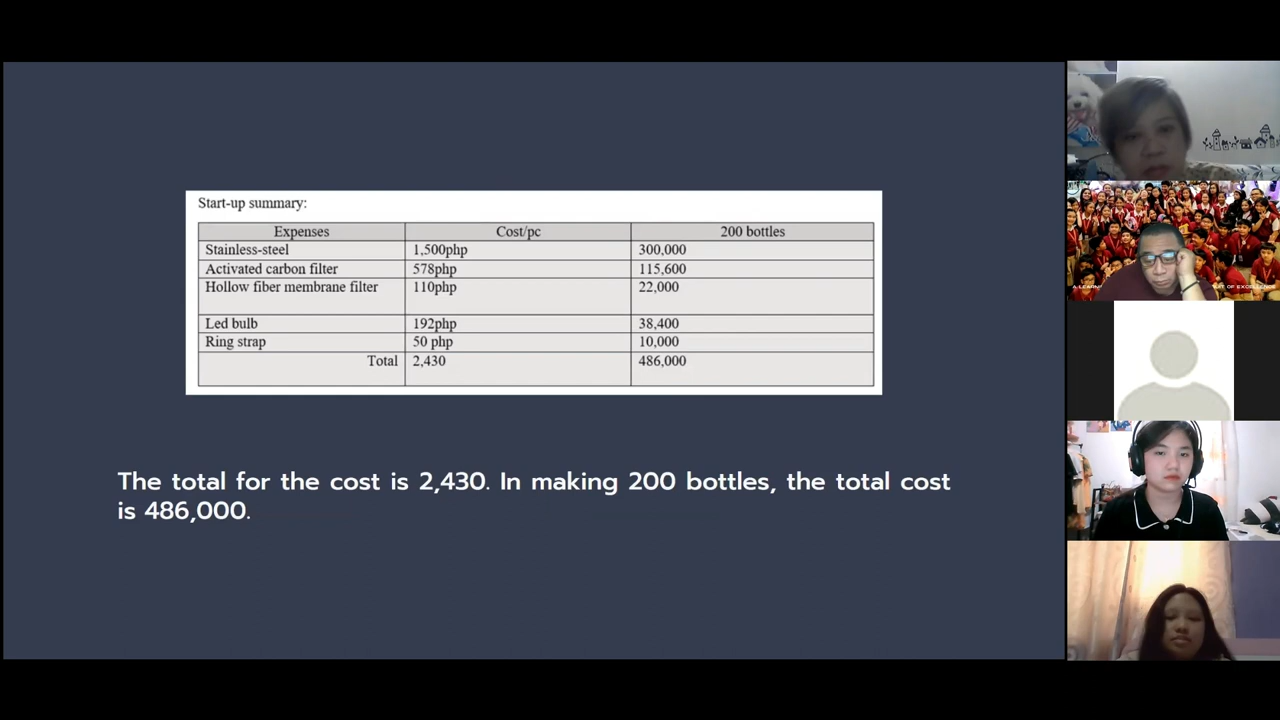 Start-up summary:
Expenses Cost/pc 200 bottles
Stainless-steel 1,500php 300,000
Activated carbon filter 578php 115,600
Hollow fiber membrane filter 110php 22,000
Led bulb 192php 38,400
Ring strap 50 php 10,000
Total 2,430 486,000
The total for the cost is 2,430. In making 200 bottles, the total cost
is 486,000.